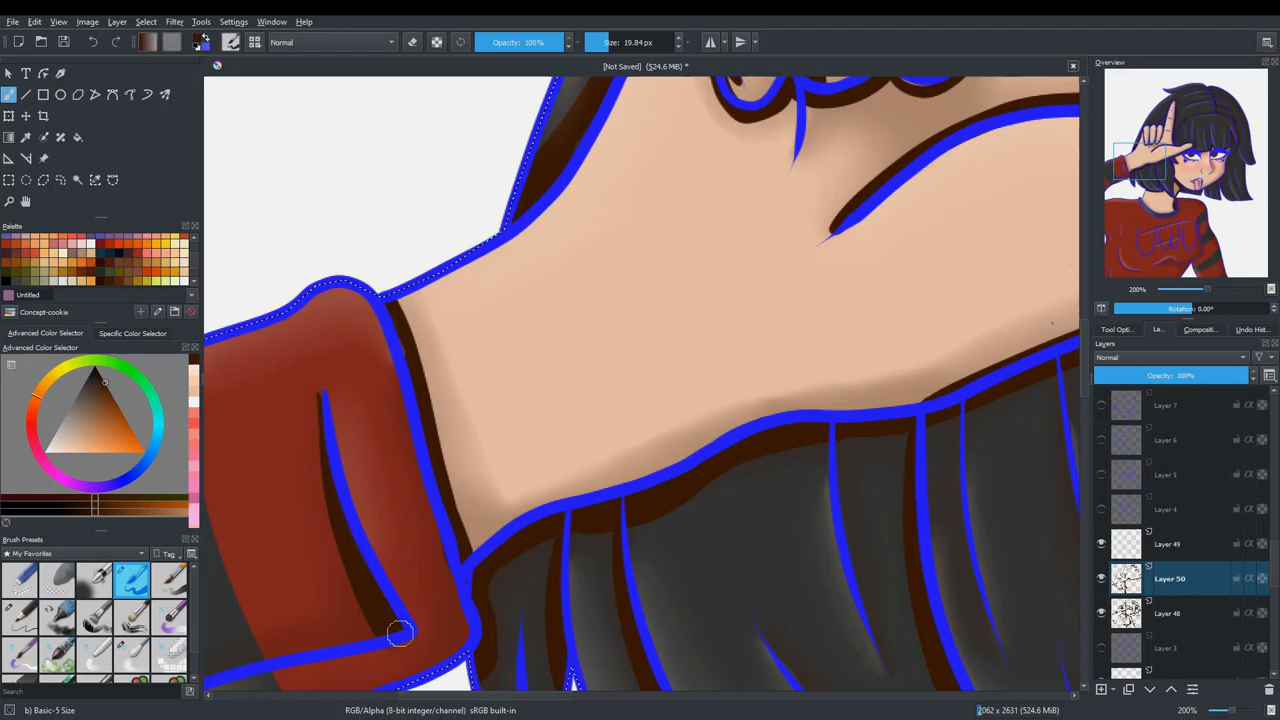 File Edit View Image Layer Select Filter Tools Settings Window Help
Normal Opacity: 100% Size: 19.84 px
[Not Saved] (524.6 MiB) *
Overview
200%
Rotation: 0.00°
Palette
Untitled
Concept-cookie
Advanced Color Selector Specific Color Selector
Advanced Color Selector
Tool Opti... La... Compositi... Undo Hist...
Layers
Normal
Opacity: 100%
Layer 7
Layer 6
Layer 5
Layer 4
Layer 49
Layer 50
Layer 48
Layer 3
Brush Presets
My Favorites Tag
Search
b) Basic-5 Size RGB/Alpha (8-bit integer/channel) sRGB built-in 2062 x 2631 (524.6 MiB) 200%